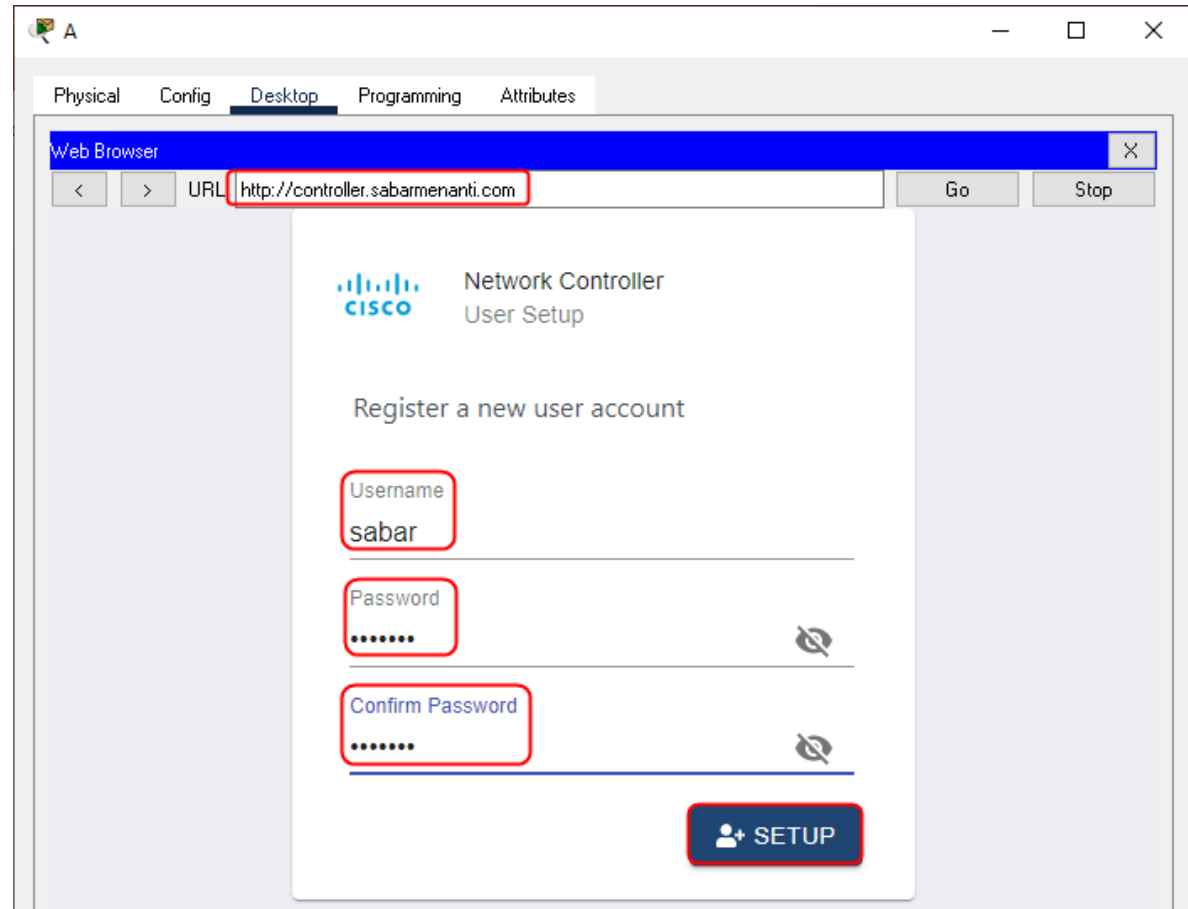 A
Physical Config Desktop Programming Attributes
Web Browser X
< > URL http://controller.sabarmenanti.com Go Stop
CISCO
Network Controller
User Setup
Register a new user account
Username
sabar
Password
•••••••
Confirm Password
•••••••
SETUP